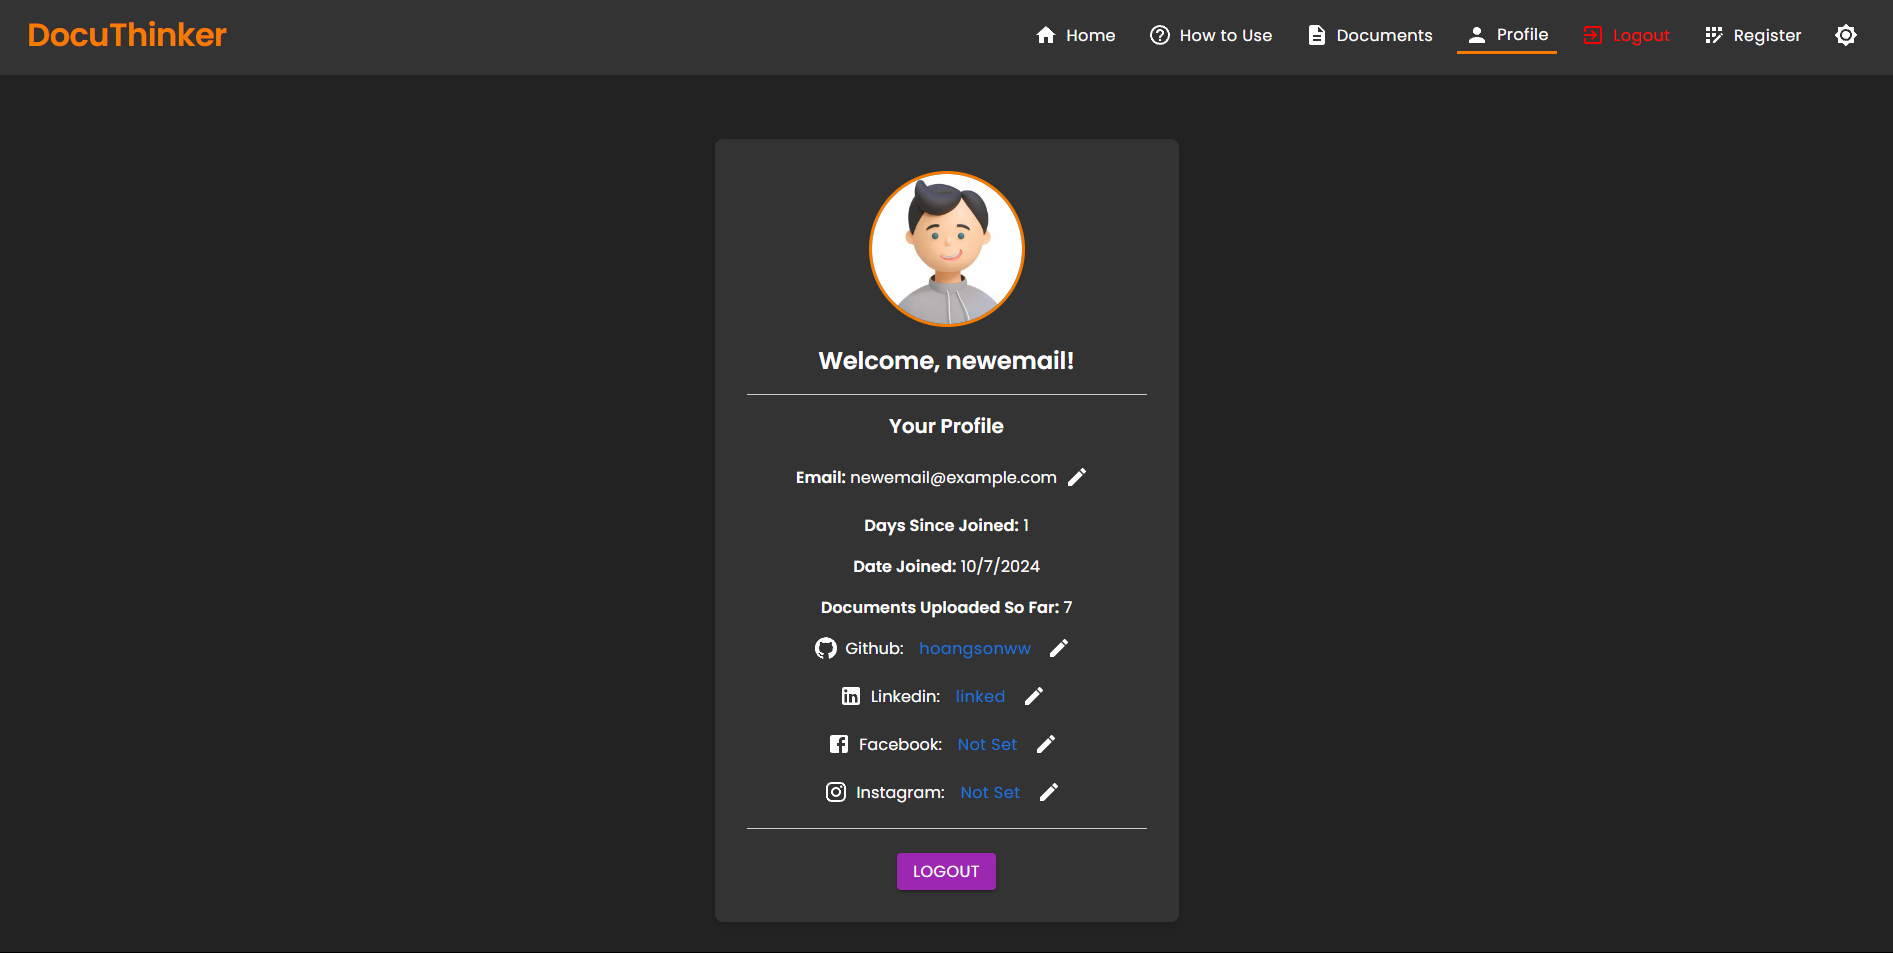 DocuThinker
Home How to Use Documents Profile Logout Register
Welcome, newemail!
Your Profile
Email: newemail@example.com
Days Since Joined: 1
Date Joined: 10/7/2024
Documents Uploaded So Far: 7
Github: hoangsonww
Linkedin: linked
Facebook: Not Set
Instagram: Not Set
LOGOUT